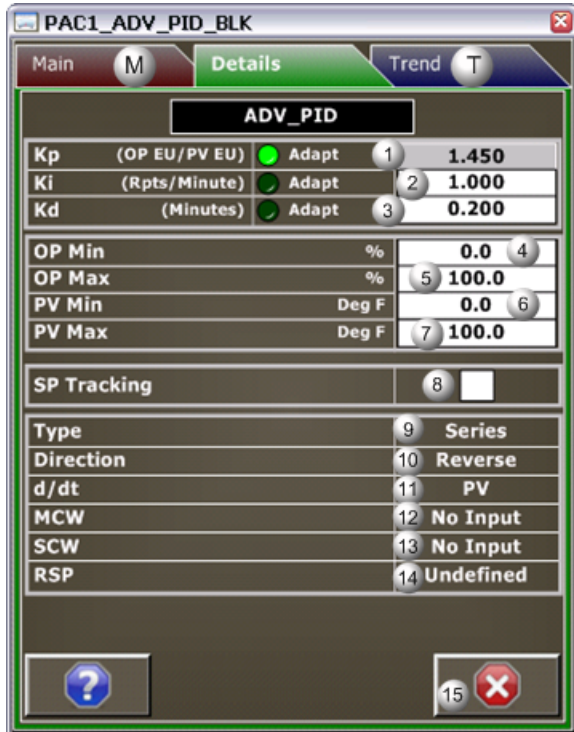 PAC1_ADV_PID_BLK
Main M Details Trend T
ADV_PID
Kp (OP EU/PV EU) Adapt 1 1.450
Ki (Rpts/Minute) Adapt 2 1.000
Kd (Minutes) Adapt 3 0.200
OP Min % 0.0 4
OP Max % 5 100.0
PV Min Deg F 0.0 6
PV Max Deg F 7 100.0
SP Tracking 8
Type 9 Series
Direction 10 Reverse
d/dt 11 PV
MCW 12 No Input
SCW 13 No Input
RSP 14 Undefined
? 15